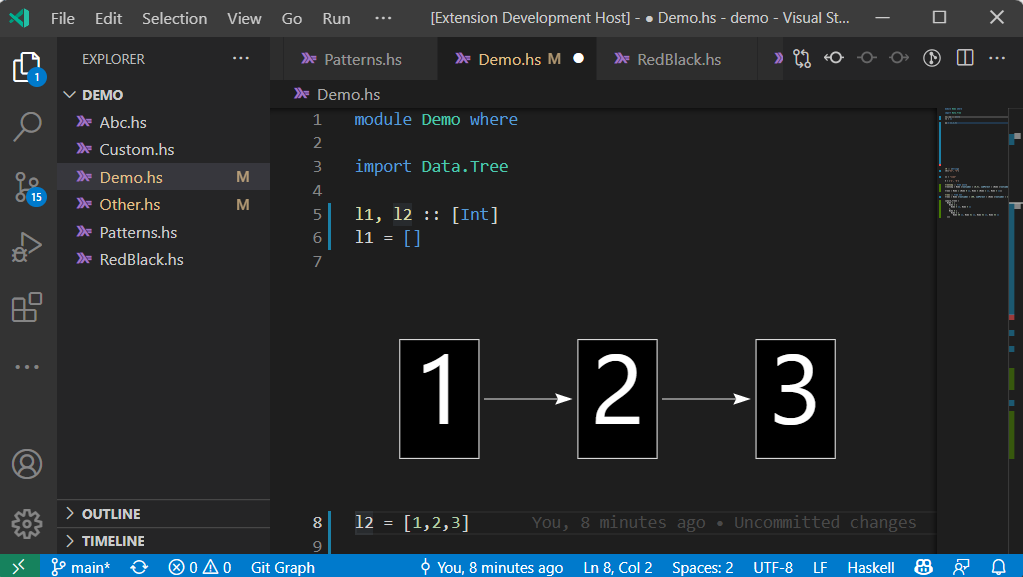 File Edit Selection View Go Run ··· [Extension Development Host] - ● Demo.hs - demo - Visual St...
EXPLORER ···
Patterns.hs Demo.hs M ● RedBlack.hs ···
1
DEMO
Demo.hs
Abc.hs
Custom.hs
Demo.hs M
Other.hs M
Patterns.hs
RedBlack.hs
15
···
1 module Demo where
2
3 import Data.Tree
4
5 l1, l2 :: [Int]
6 l1 = []
7
1 2 3
8 l2 = [1,2,3] You, 8 minutes ago • Uncommitted changes
9
OUTLINE
TIMELINE
main* 0 0 Git Graph You, 8 minutes ago Ln 8, Col 2 Spaces: 2 UTF-8 LF Haskell